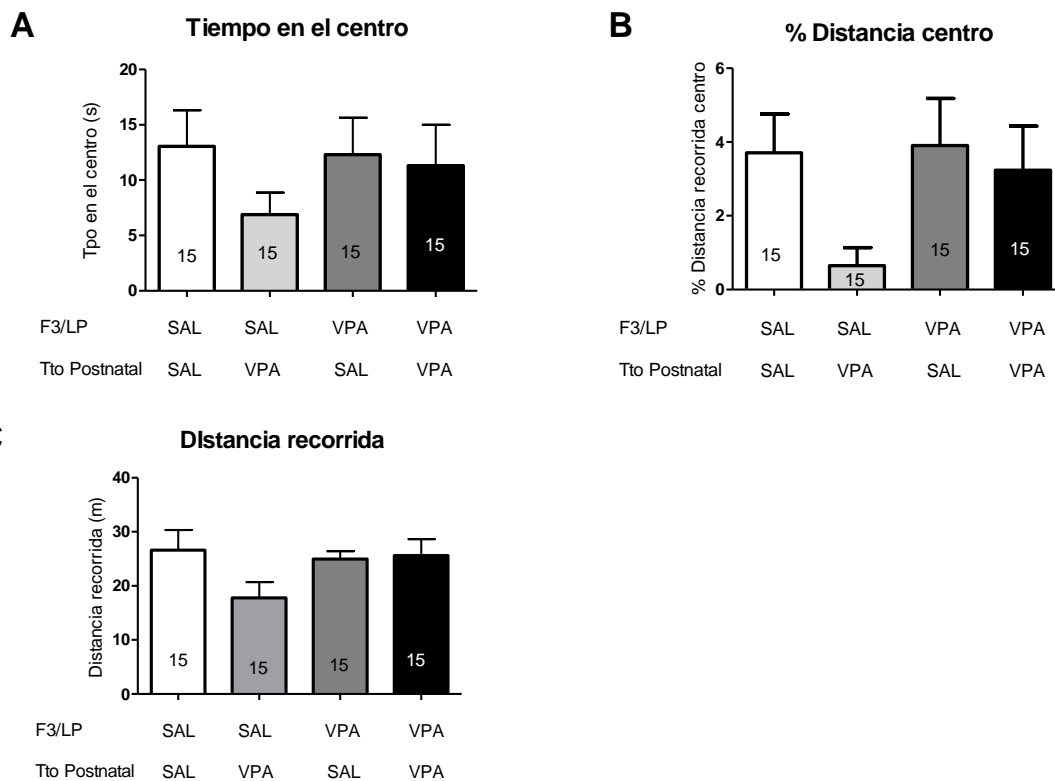 A
Tiempo en el centro
Tpo en el centro (s)
20
15
10
5
0
15 15 15 15
F3/LP SAL SAL VPA VPA
Tto Postnatal SAL VPA SAL VPA
B
% Distancia centro
% Distancia recorrida centro
6
4
2
0
15 15 15 15
F3/LP SAL SAL VPA VPA
Tto Postnatal SAL VPA SAL VPA
DIstancia recorrida
Distancia recorrida (m)
40
30
20
10
0
15 15 15 15
F3/LP SAL SAL VPA VPA
Tto Postnatal SAL VPA SAL VPA